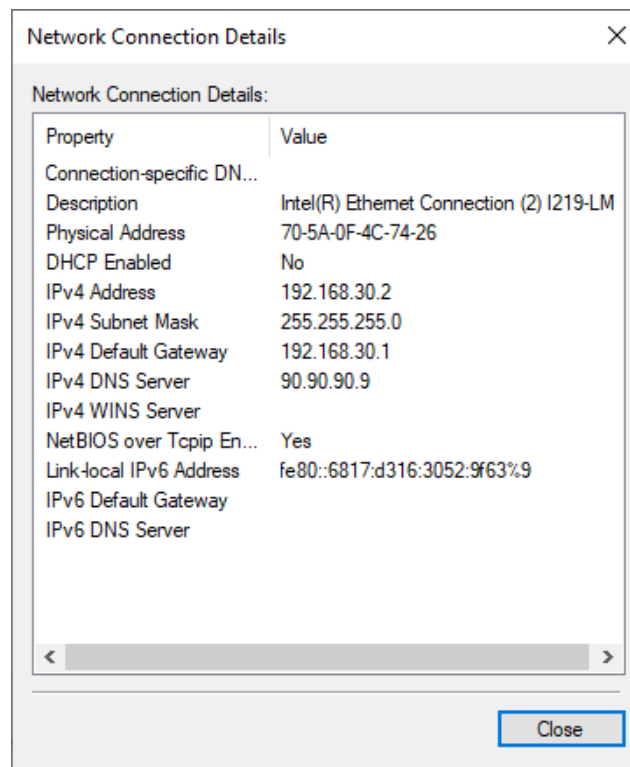 Network Connection Details
Network Connection Details:
Property Value
Connection-specific DN...
Description Intel(R) Ethernet Connection (2) I219-LM
Physical Address 70-5A-0F-4C-74-26
DHCP Enabled No
IPv4 Address 192.168.30.2
IPv4 Subnet Mask 255.255.255.0
IPv4 Default Gateway 192.168.30.1
IPv4 DNS Server 90.90.90.9
IPv4 WINS Server
NetBIOS over Tcpip En... Yes
Link-local IPv6 Address fe80::6817:d316:3052:9f63%9
IPv6 Default Gateway
IPv6 DNS Server
Close